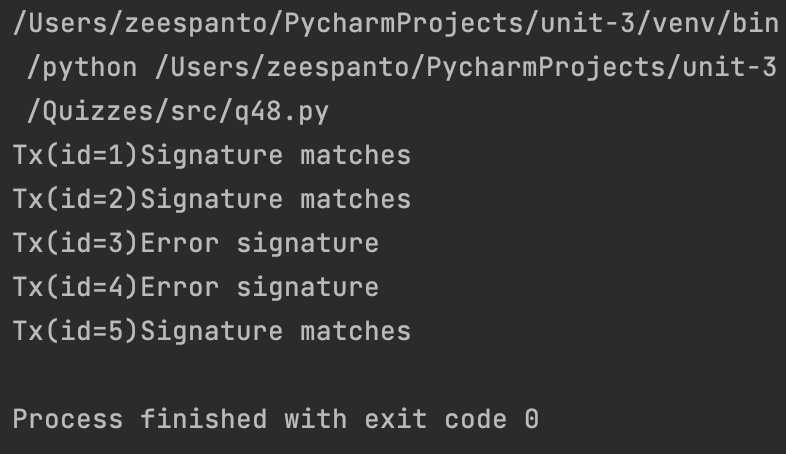 /Users/zeespanto/PycharmProjects/unit-3/venv/bin
/python /Users/zeespanto/PycharmProjects/unit-3
/Quizzes/src/q48.py
Tx(id=1)Signature matches
Tx(id=2)Signature matches
Tx(id=3)Error signature
Tx(id=4)Error signature
Tx(id=5)Signature matches
Process finished with exit code 0